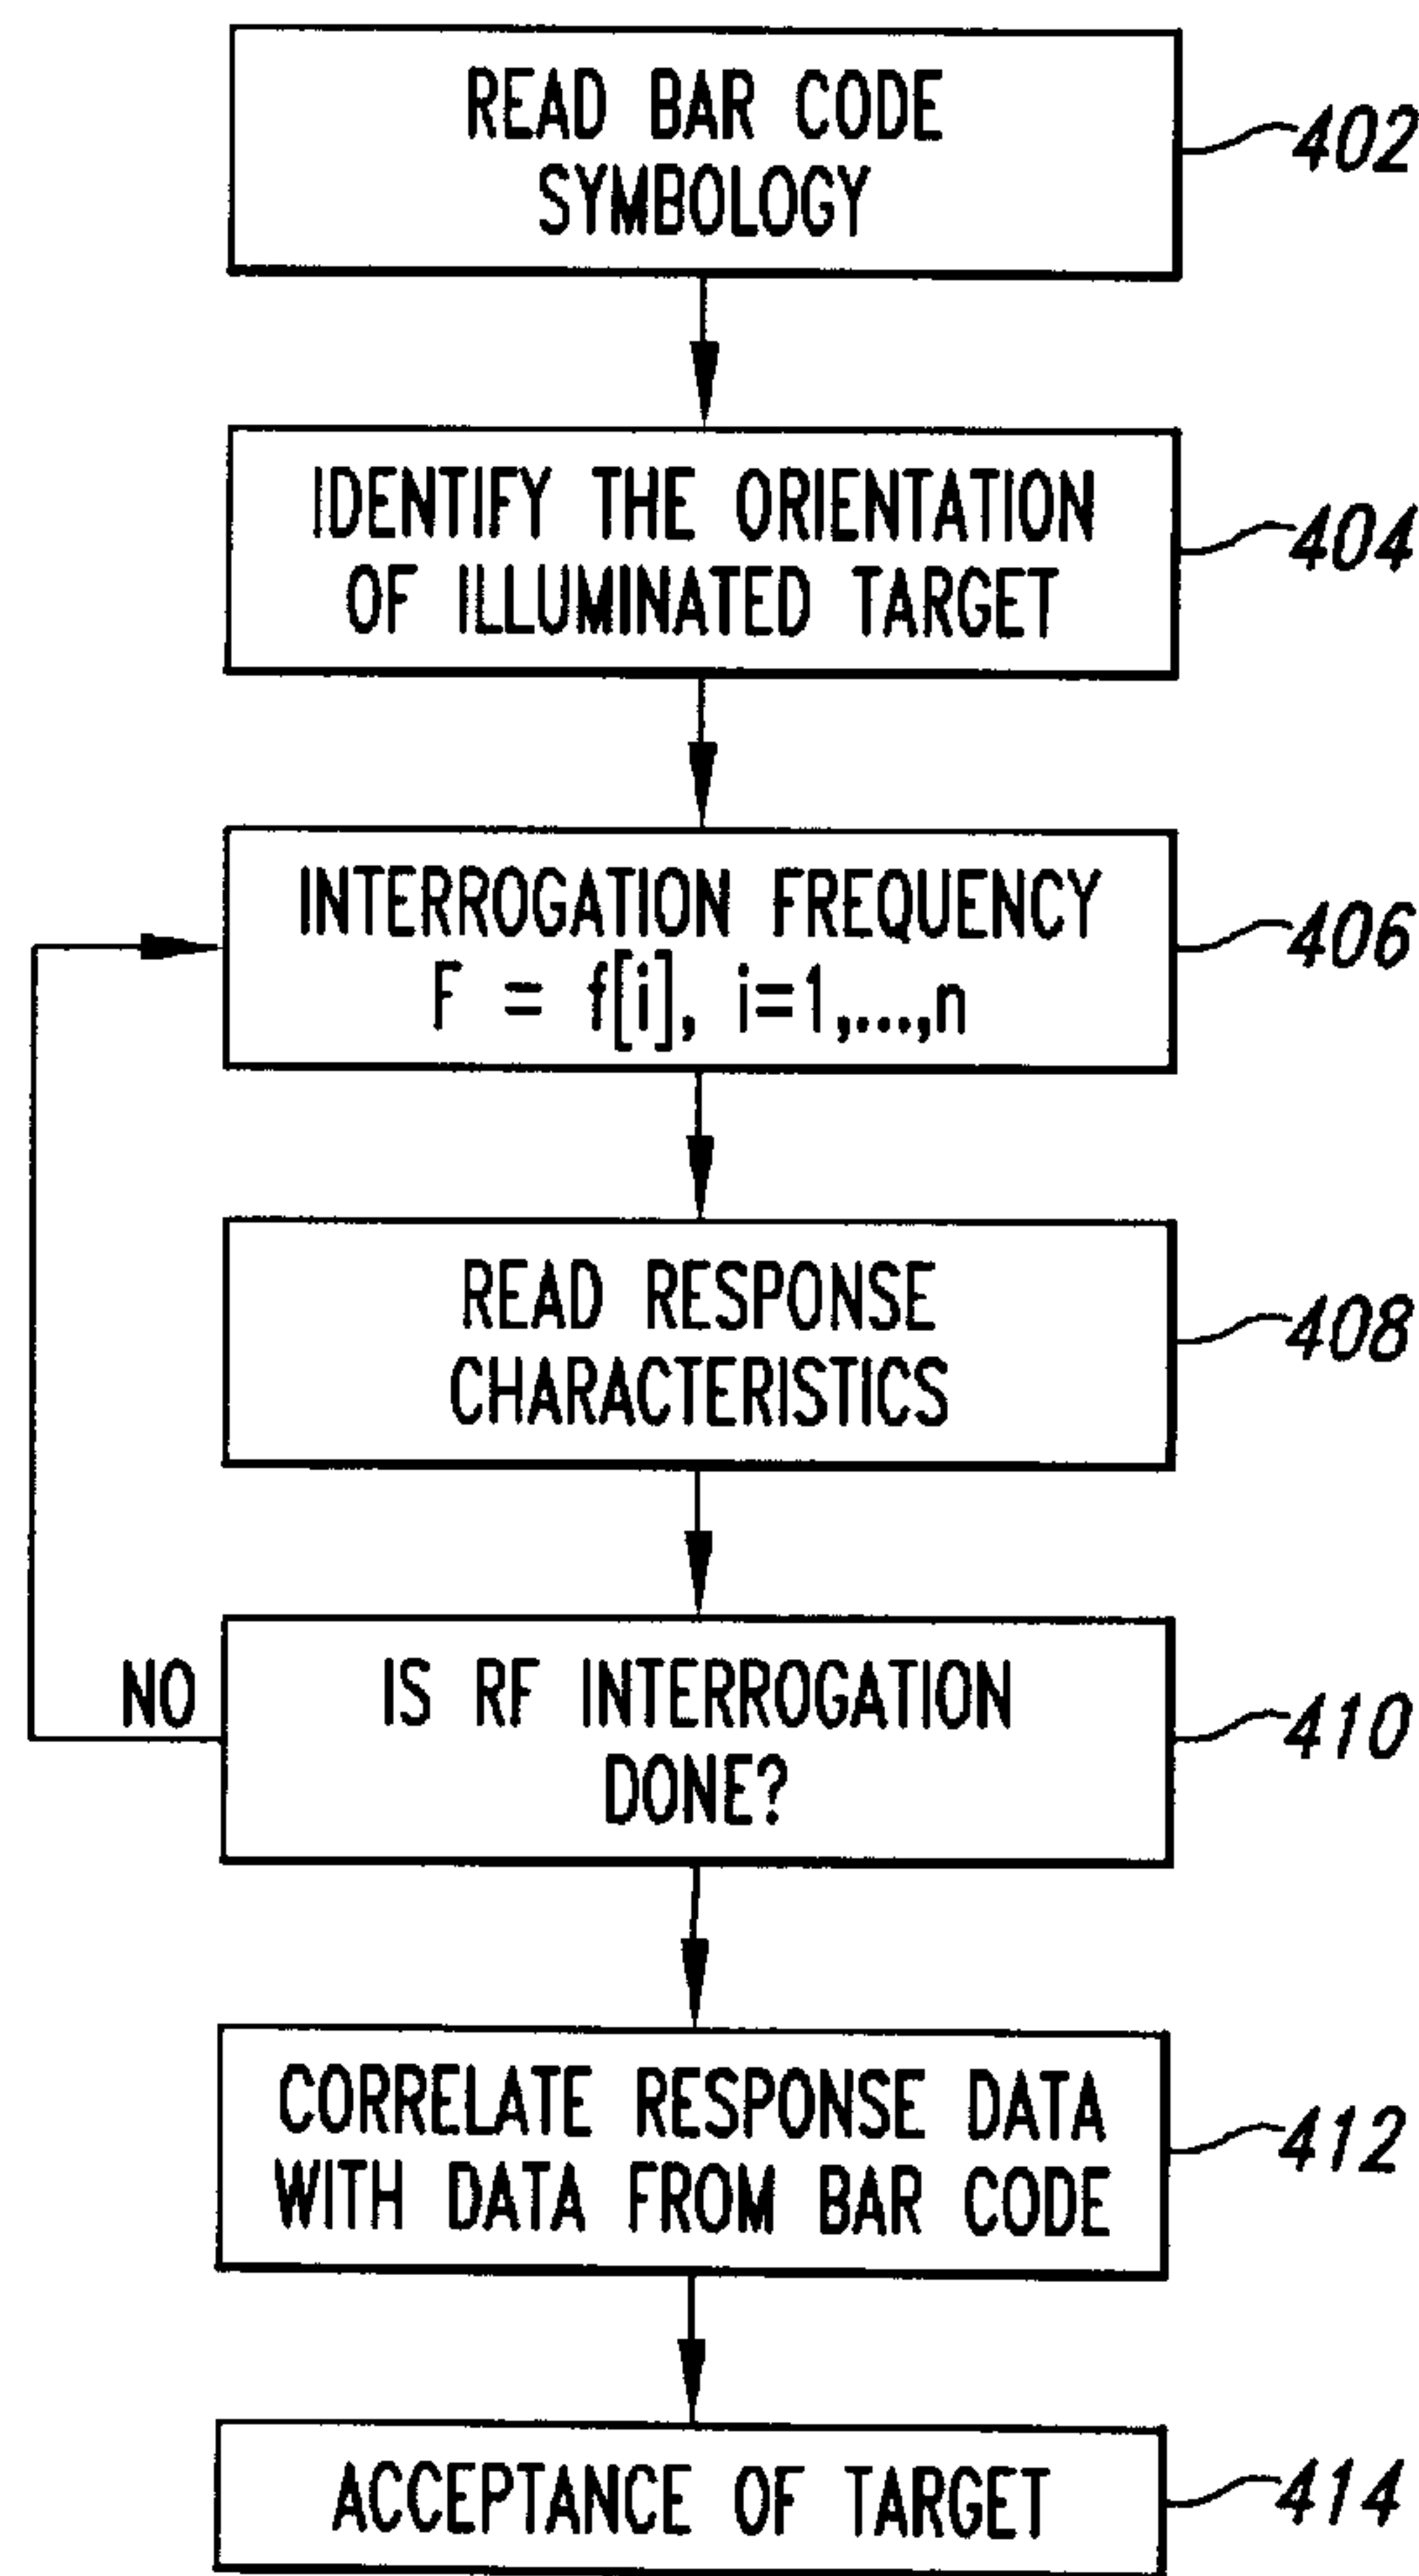 READ BAR CODE
SYMBOLOGY
402
IDENTIFY THE ORIENTATION
OF ILLUMINATED TARGET
404
INTERROGATION FREQUENCY
F = f[i], i=1,...,n
406
READ RESPONSE
CHARACTERISTICS
408
NO
IS RF INTERROGATION
DONE?
410
CORRELATE RESPONSE DATA
WITH DATA FROM BAR CODE
412
ACCEPTANCE OF TARGET
414